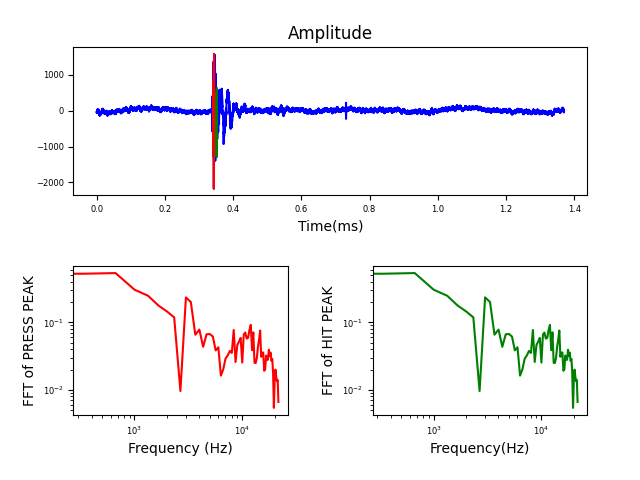 Amplitude
1000
0
−1000
−2000
0.0 0.2 0.4 0.6 0.8 1.0 1.2 1.4
Time(ms)
FFT of PRESS PEAK
10⁻¹
10⁻²
10³ 10⁴
Frequency (Hz)
FFT of HIT PEAK
10⁻¹
10⁻²
10³ 10⁴
Frequency(Hz)